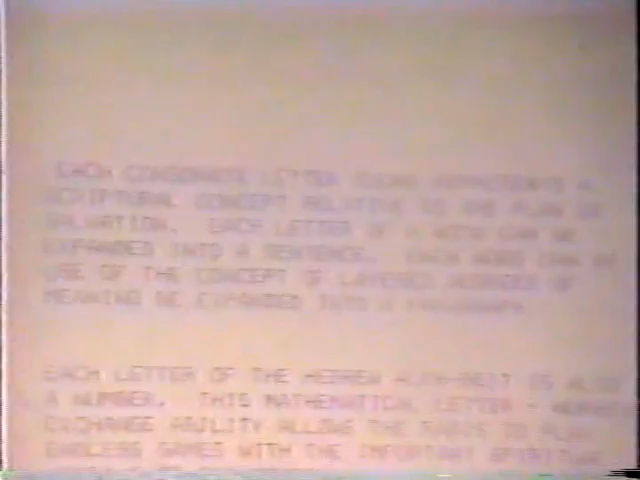 EACH CONSONANT LETTER SOUND REPRESENTS A
SCRIPTURAL CONCEPT RELATIVE TO THE PLAN OF
SALVATION. EACH LETTER OF A WORD CAN BE
EXPANDED INTO A SENTENCE. EACH WORD CAN BY
USE OF THE CONCEPT OF LAYERED OF
MEANING BE EXPANDED INTO A PARAGRAPH.
EACH LETTER OF THE HEBREW ALPH-BEIT IS ALSO
A NUMBER. THIS MATHEMATICAL LETTER - NUMBER
EXCHANGE ABILITY ALLOWS THE TO PLAY
ENDLESS GAMES WITH THE IMPORTANT SPIRITUAL